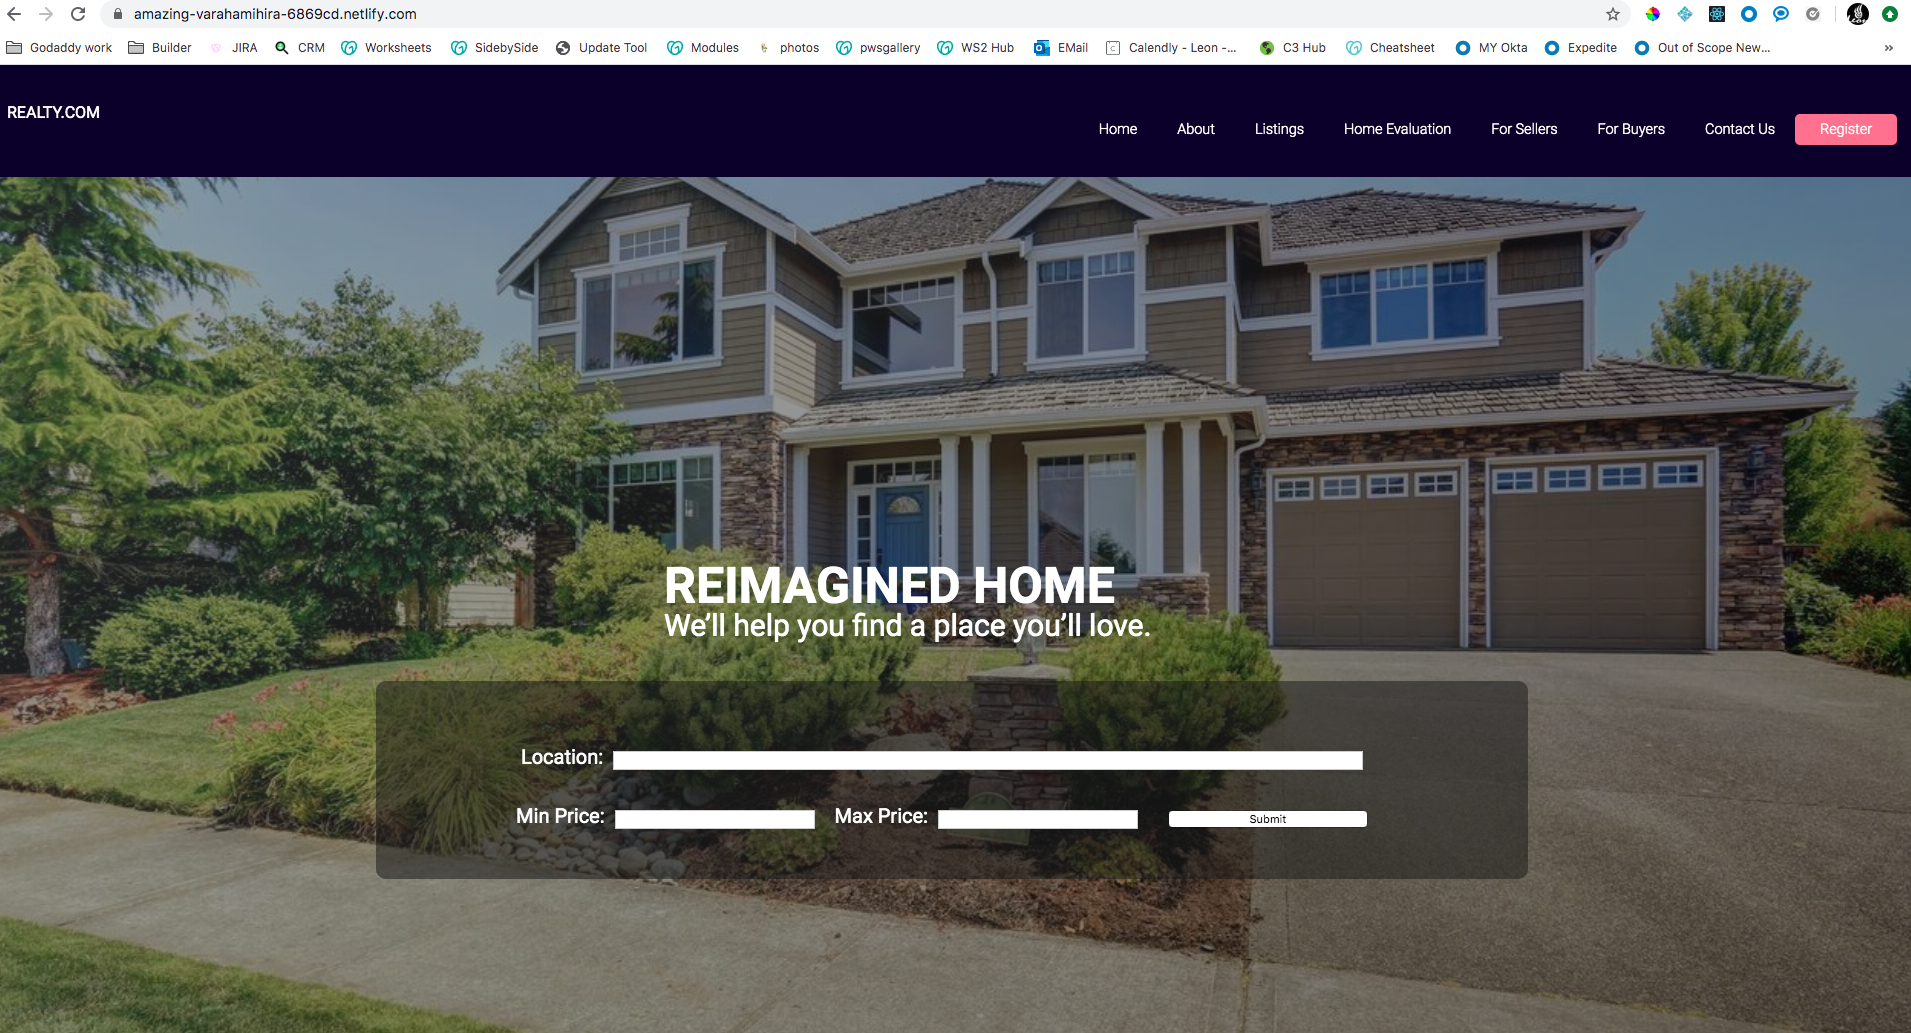 amazing-varahamihira-6869cd.netlify.com
Godaddy work Builder JIRA CRM Worksheets SidebySide Update Tool Modules photos pwsgallery WS2 Hub EMail Calendly - Leon -... C3 Hub Cheatsheet MY Okta Expedite Out of Scope New... »
REALTY.COM
Home About Listings Home Evaluation For Sellers For Buyers Contact Us Register
REIMAGINED HOME
We’ll help you find a place you’ll love.
Location:
Min Price: Max Price: Submit